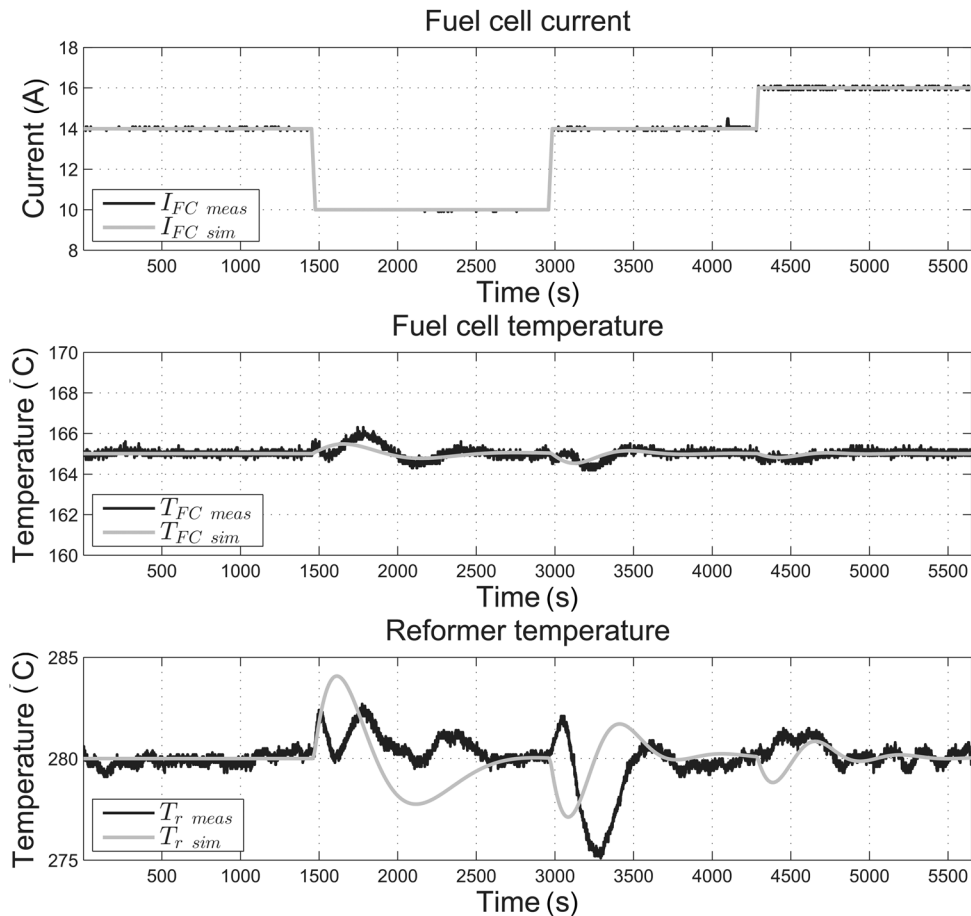 Fuel cell current
Current (A)
18
16
14
12
10
8
I_FC meas
I_FC sim
500 1000 1500 2000 2500 3000 3500 4000 4500 5000 5500
Time (s)
Fuel cell temperature
Temperature (°C)
170
168
166
164
162
160
T_FC meas
T_FC sim
500 1000 1500 2000 2500 3000 3500 4000 4500 5000 5500
Time (s)
Reformer temperature
Temperature (°C)
285
280
275
T_r meas
T_r sim
500 1000 1500 2000 2500 3000 3500 4000 4500 5000 5500
Time (s)